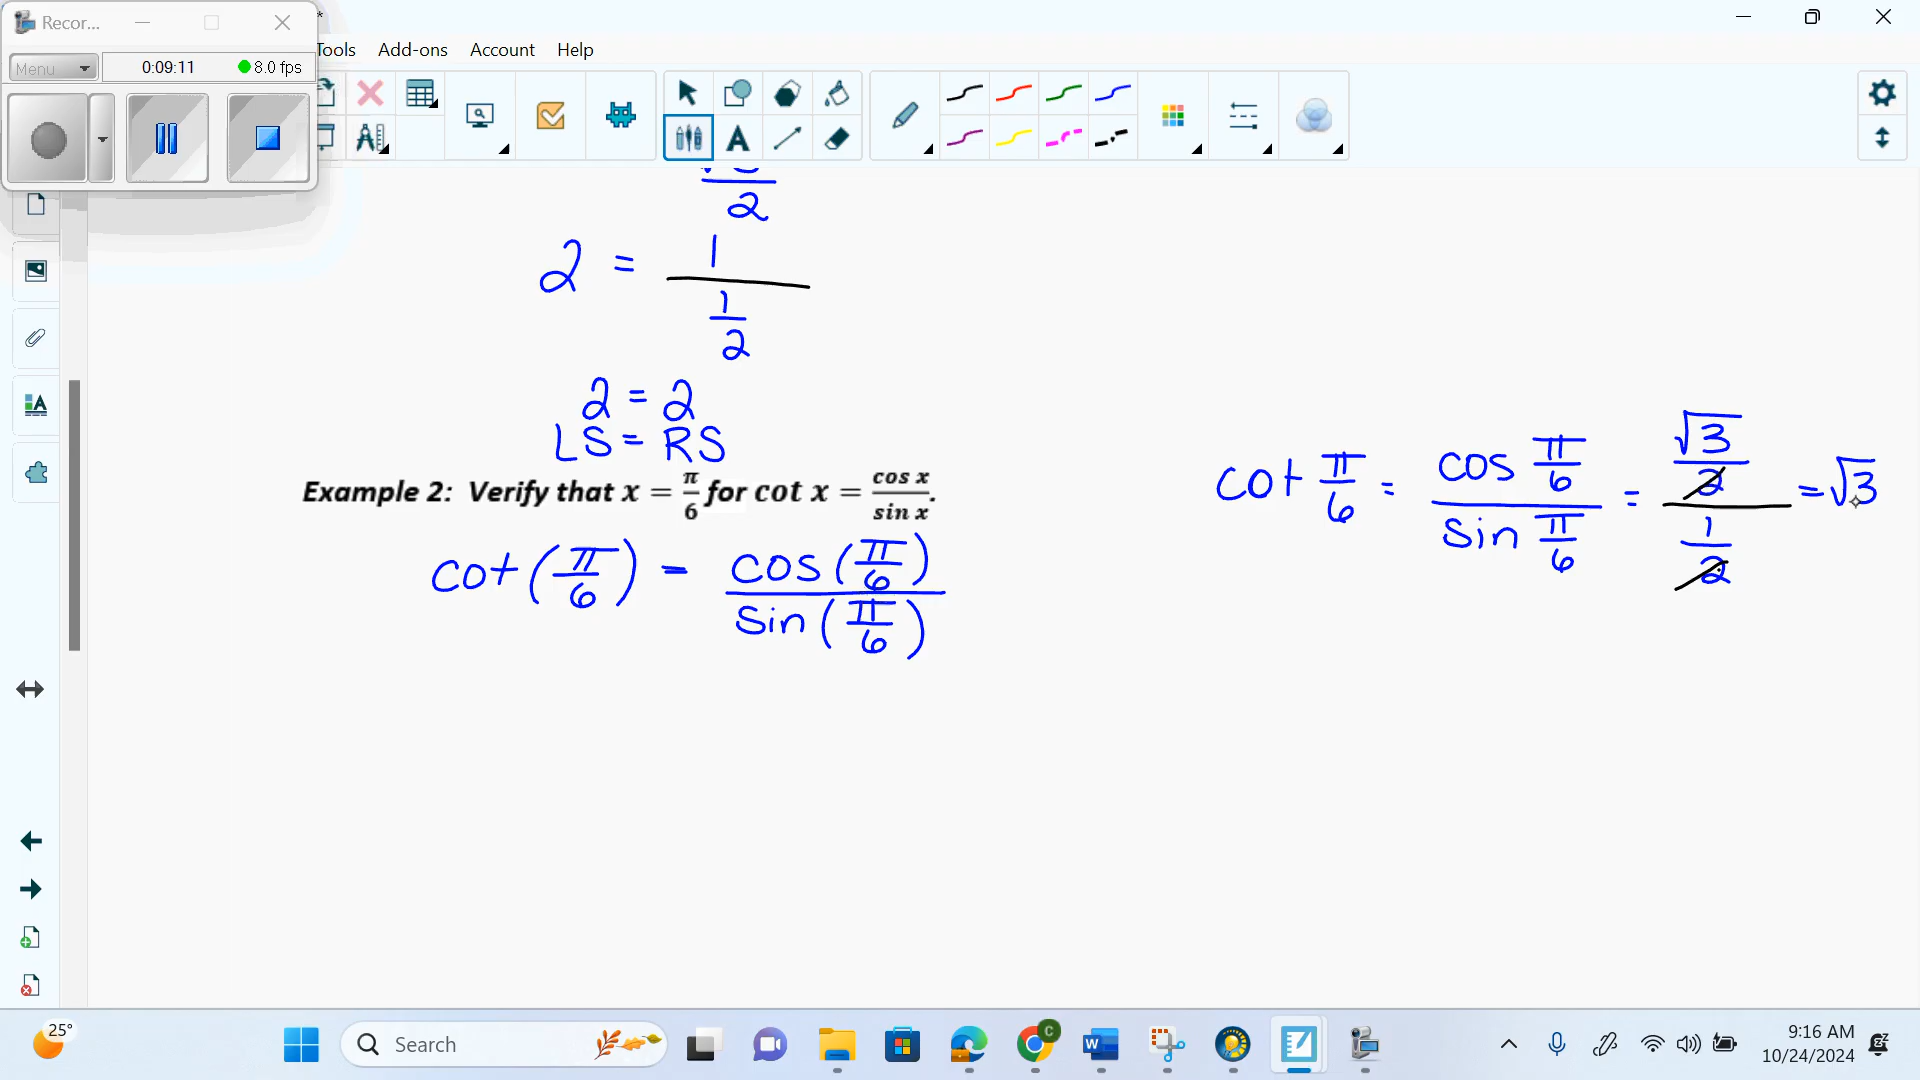 Recor...
Tools Add-ons Account Help
Menu 0:09:11 8.0 fps
2
2 = 1
1
2
2 = 2
LS = RS
Example 2: Verify that x = π/6 for cot x = cos x/sin x.
cot(π/6) = cos(π/6)/sin(π/6)
cot π/6 = cos π/6 / sin π/6 = √3/2 / 1/2 = √3
25°
Search
9:16 AM
10/24/2024